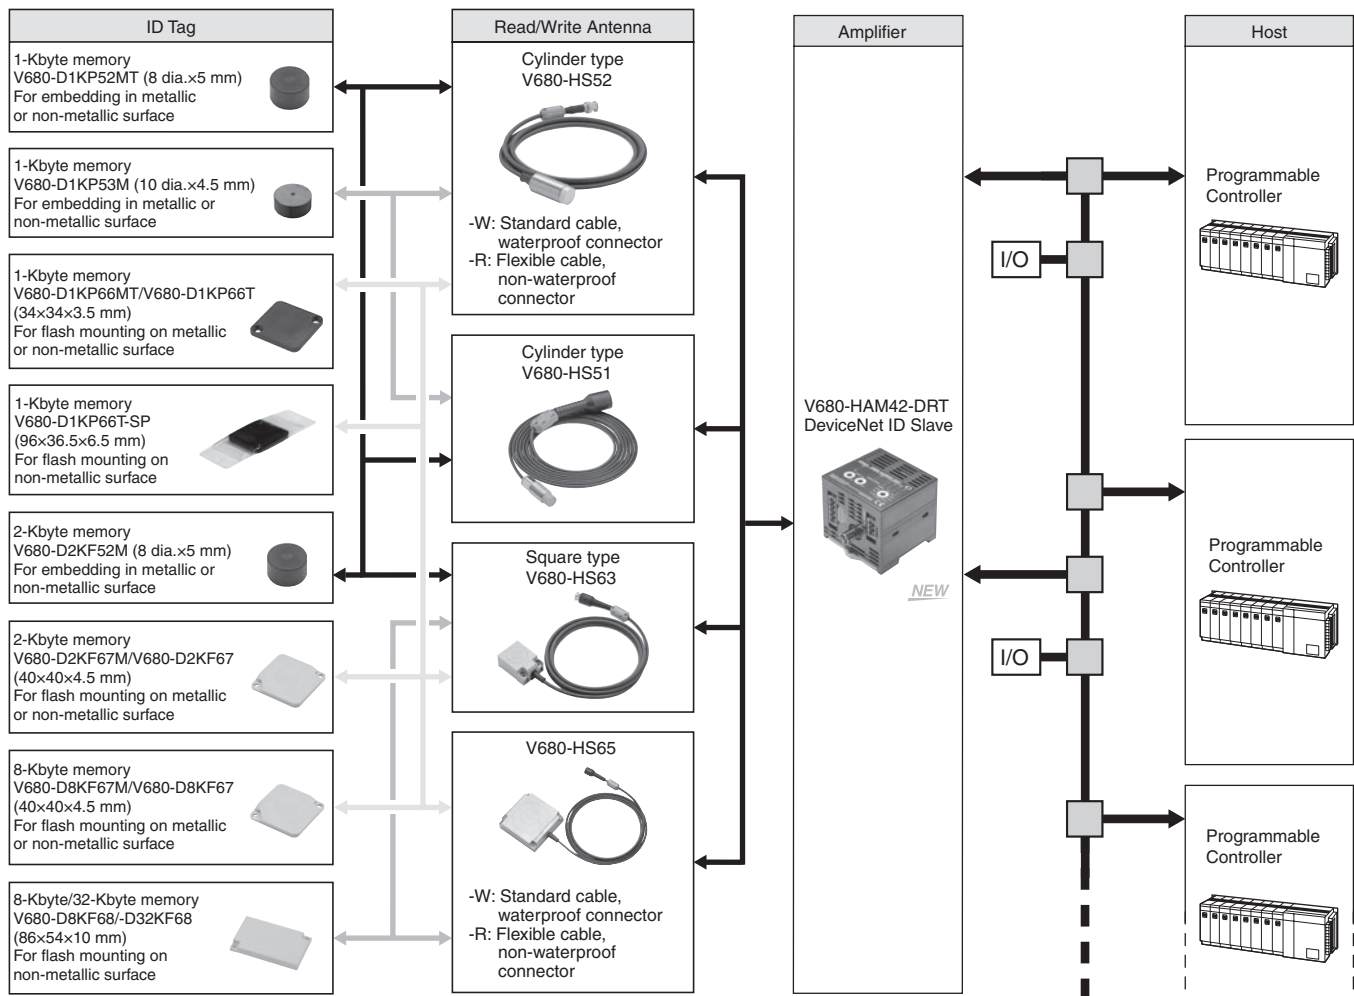 ID Tag
1-Kbyte memory
V680-D1KP52MT (8 dia.×5 mm)
For embedding in metallic
or non-metallic surface
1-Kbyte memory
V680-D1KP53M (10 dia.×4.5 mm)
For embedding in metallic or
non-metallic surface
1-Kbyte memory
V680-D1KP66MT/V680-D1KP66T
(34×34×3.5 mm)
For flash mounting on metallic
or non-metallic surface
1-Kbyte memory
V680-D1KP66T-SP
(96×36.5×6.5 mm)
For flash mounting on
non-metallic surface
2-Kbyte memory
V680-D2KF52M (8 dia.×5 mm)
For embedding in metallic or
non-metallic surface
2-Kbyte memory
V680-D2KF67M/V680-D2KF67
(40×40×4.5 mm)
For flash mounting on metallic
or non-metallic surface
8-Kbyte memory
V680-D8KF67M/V680-D8KF67
(40×40×4.5 mm)
For flash mounting on metallic
or non-metallic surface
8-Kbyte/32-Kbyte memory
V680-D8KF68/-D32KF68
(86×54×10 mm)
For flash mounting on
non-metallic surface
Read/Write Antenna
Cylinder type
V680-HS52
-W: Standard cable,
waterproof connector
-R: Flexible cable,
non-waterproof
connector
Cylinder type
V680-HS51
Square type
V680-HS63
V680-HS65
-W: Standard cable,
waterproof connector
-R: Flexible cable,
non-waterproof
connector
Amplifier
V680-HAM42-DRT
DeviceNet ID Slave
NEW
I/O
I/O
Host
Programmable
Controller
Programmable
Controller
Programmable
Controller